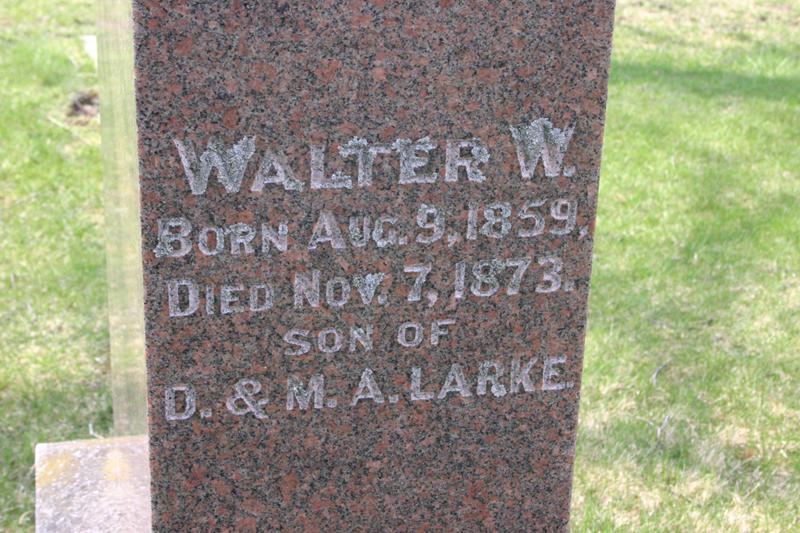 WALTER W.
BORN AUG. 9, 1859.
DIED NOV. 7, 1873.
SON OF
D. & M. A. LARKE.